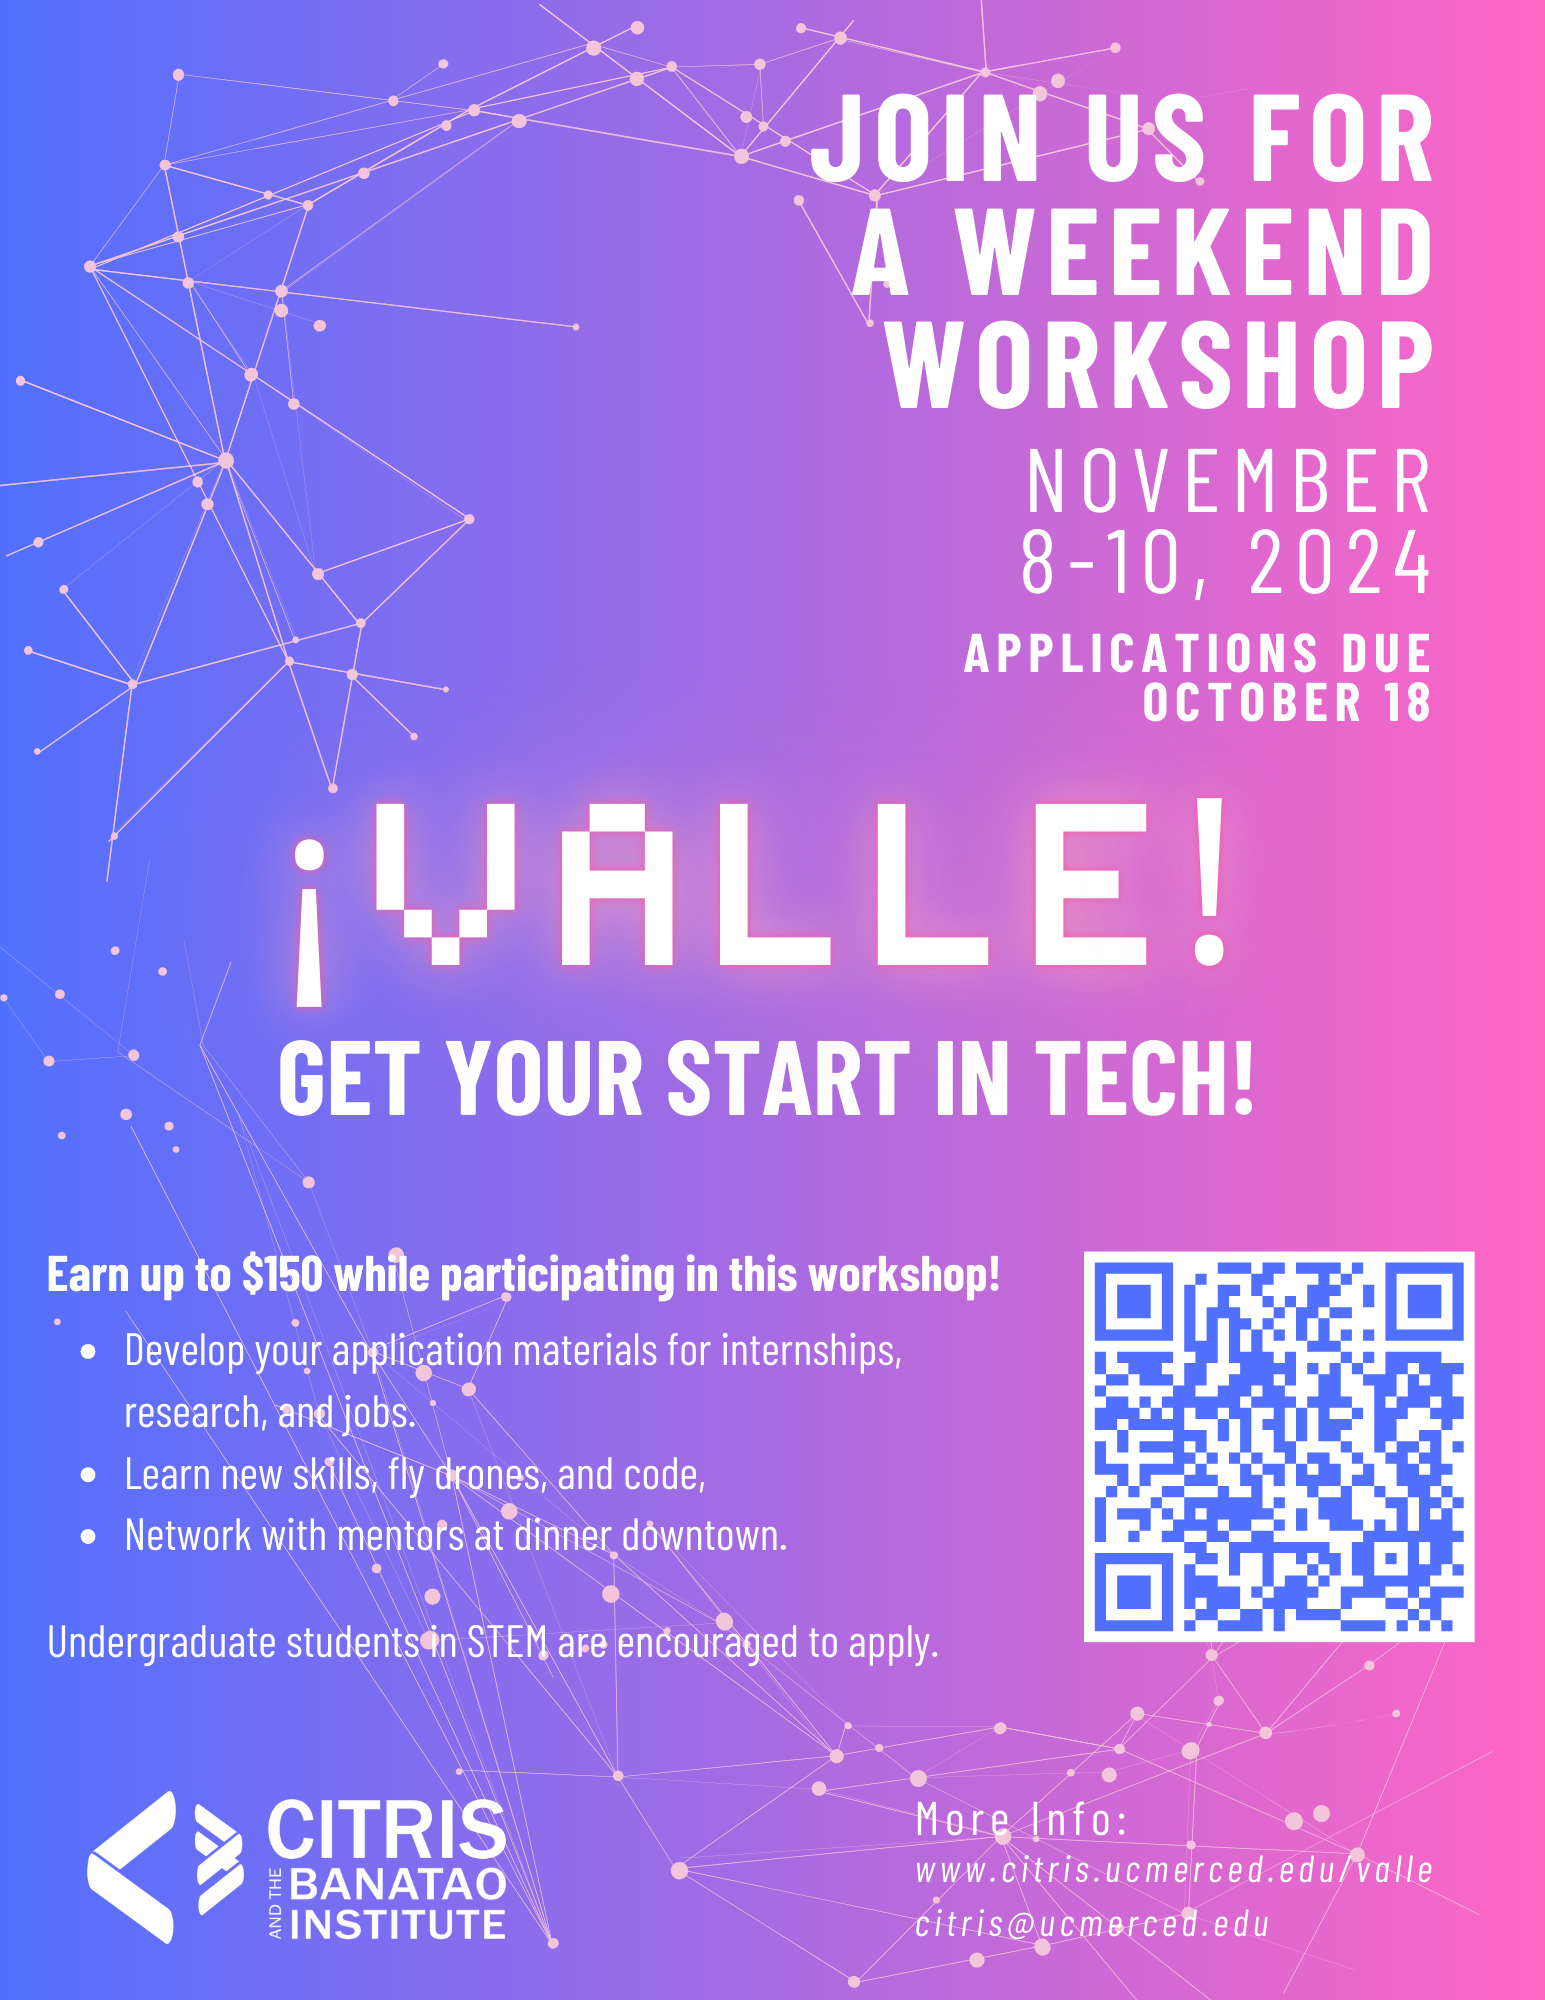 JOIN US FOR
A WEEKEND
WORKSHOP
NOVEMBER
8-10, 2024
APPLICATIONS DUE
OCTOBER 18
¡VALLE!
GET YOUR START IN TECH!
Earn up to $150 while participating in this workshop!
• Develop your application materials for internships,
research, and jobs.
• Learn new skills, fly drones, and code,
• Network with mentors at dinner downtown.
Undergraduate students in STEM are encouraged to apply.
CITRIS
AND THE
BANATAO
INSTITUTE
More Info:
www.citris.ucmerced.edu/valle
citris@ucmerced.edu